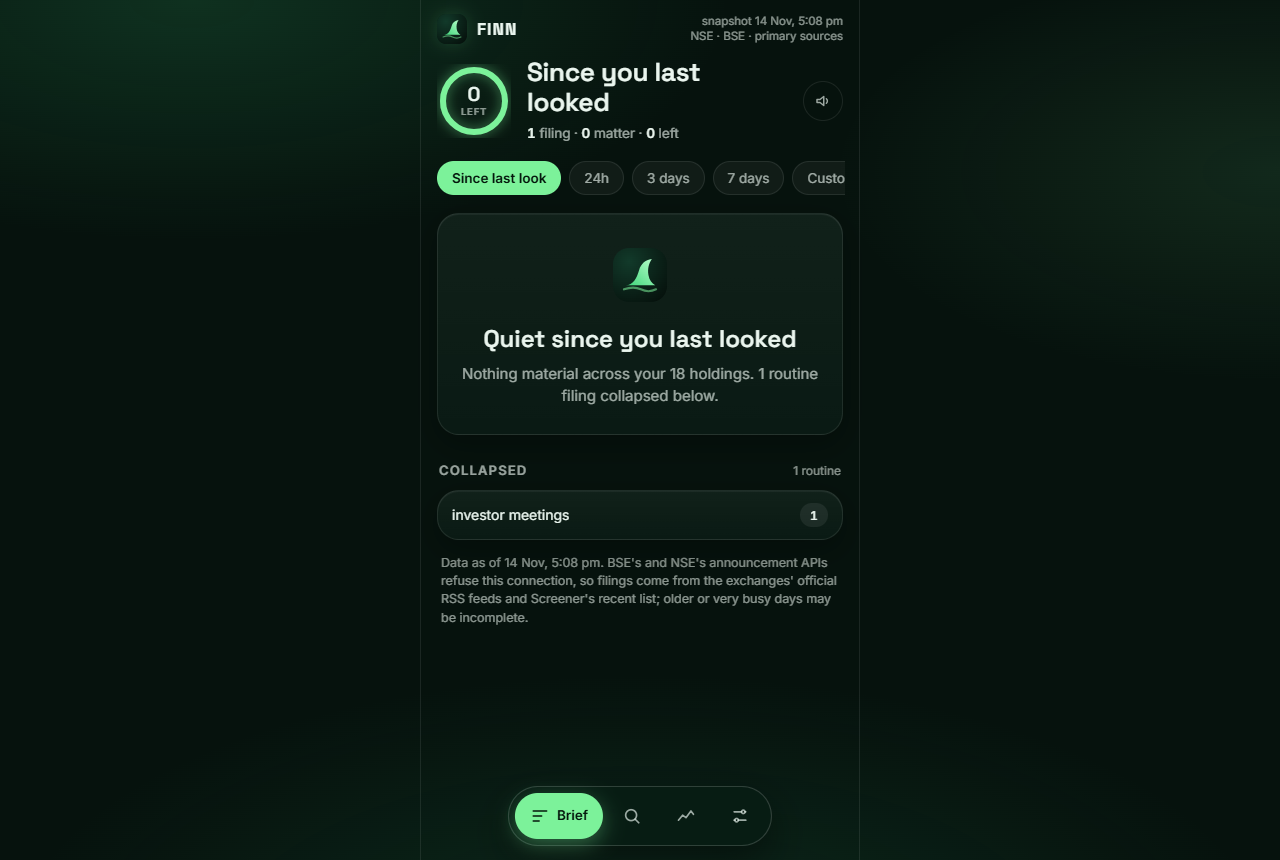 FINN
snapshot 14 Nov, 5:08 pm
NSE · BSE · primary sources
0
LEFT
Since you last
looked
1 filing · 0 matter · 0 left
Since last look
24h
3 days
7 days
Custo
Quiet since you last looked
Nothing material across your 18 holdings. 1 routine
filing collapsed below.
COLLAPSED
1 routine
investor meetings
1
Data as of 14 Nov, 5:08 pm. BSE's and NSE's announcement APIs
refuse this connection, so filings come from the exchanges' official
RSS feeds and Screener's recent list; older or very busy days may
be incomplete.
Brief